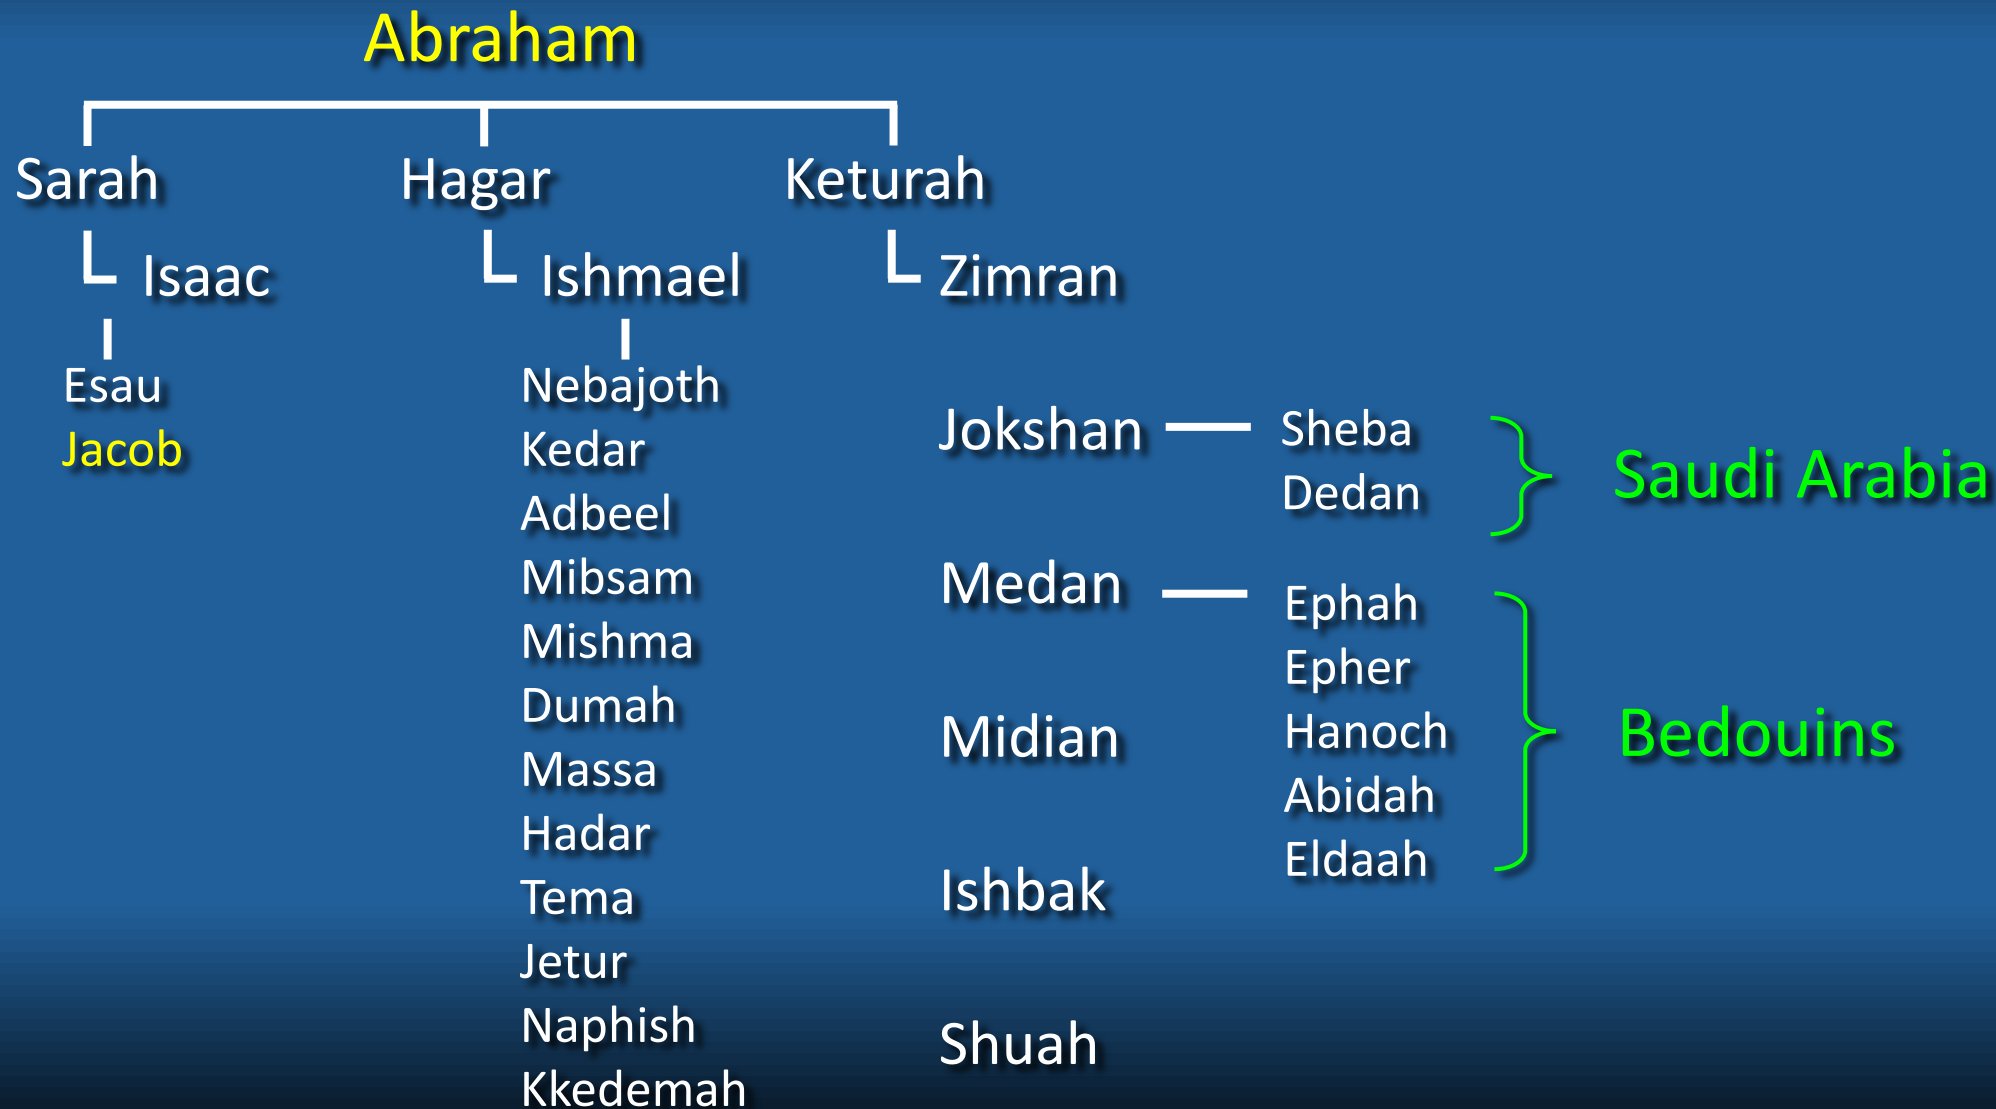 Abraham
Sarah Hagar Keturah
Isaac Ishmael Zimran
Esau
Jacob
Nebajoth
Kedar
Adbeel
Mibsam
Mishma
Dumah
Massa
Hadar
Tema
Jetur
Naphish
Kkedemah
Jokshan
Medan
Midian
Ishbak
Shuah
Sheba
Dedan
Saudi Arabia
Ephah
Epher
Hanoch
Abidah
Eldaah
Bedouins